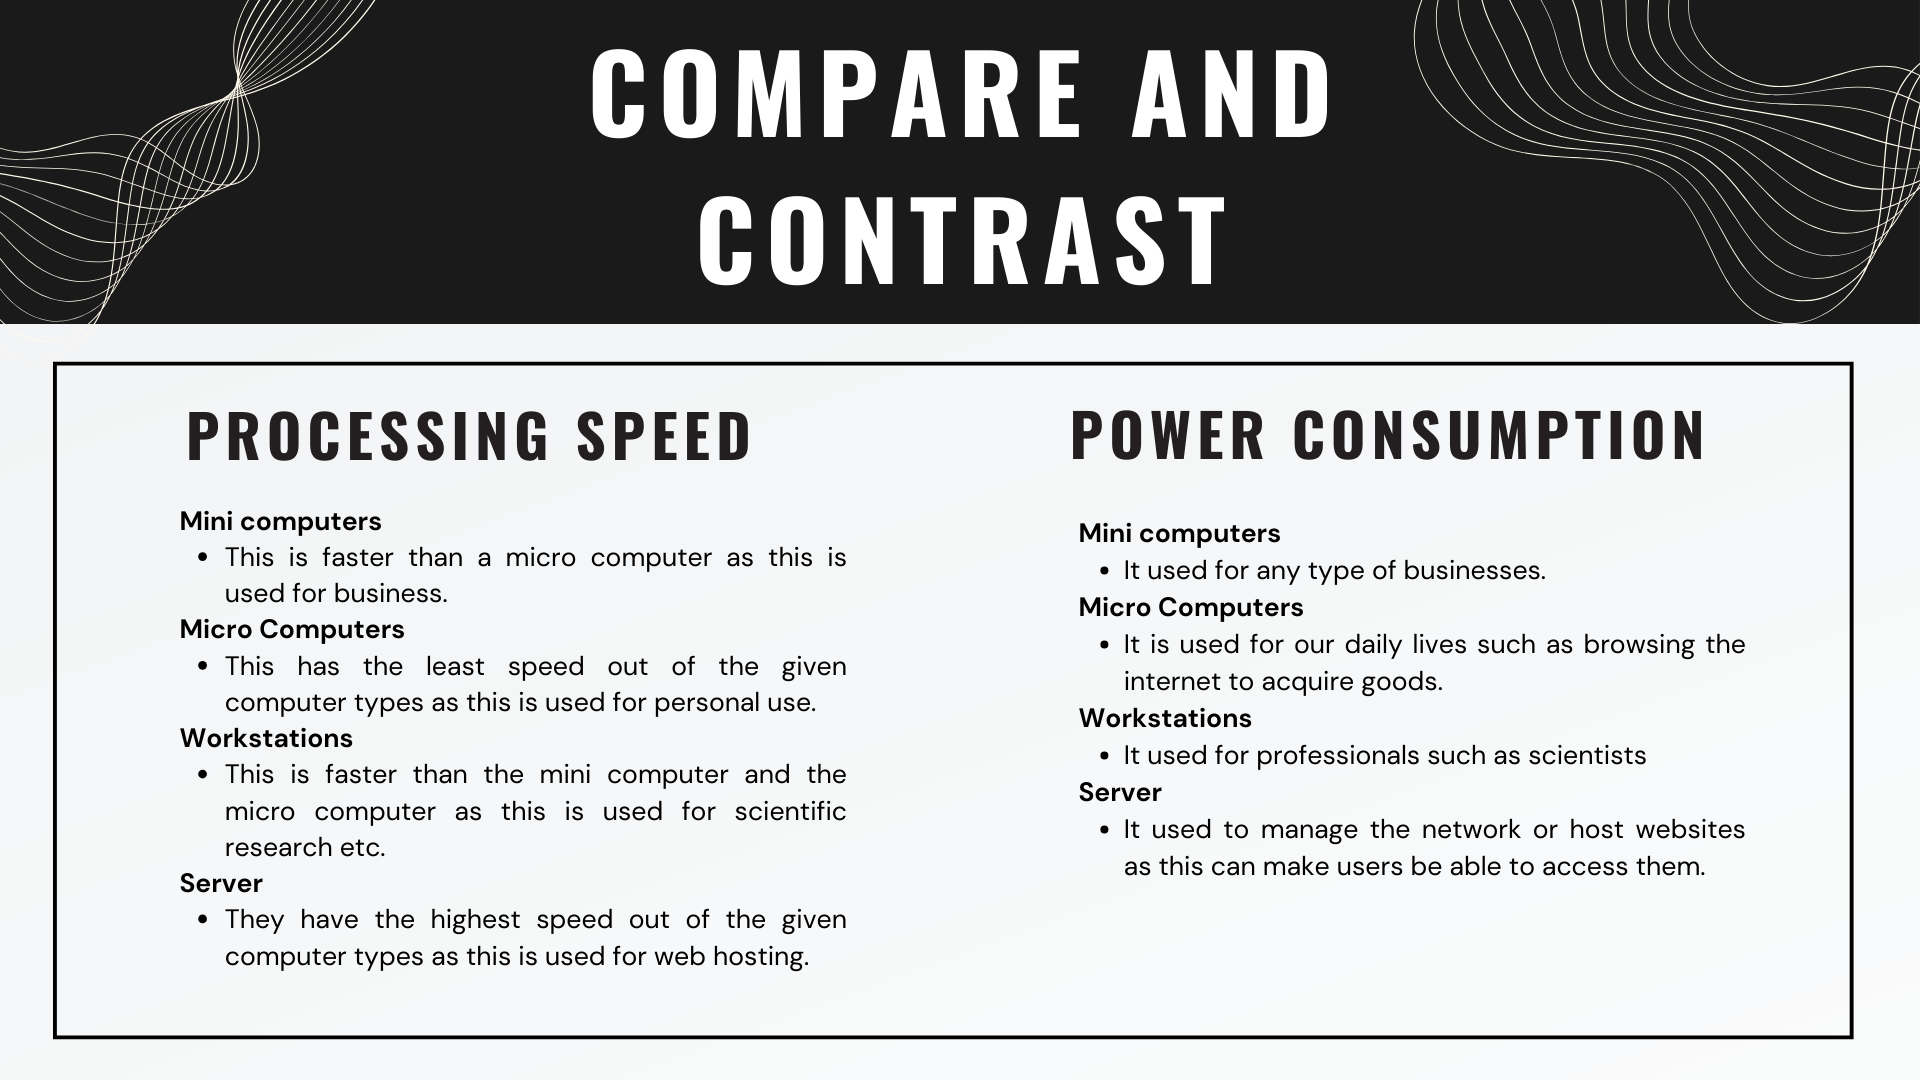 COMPARE AND
CONTRAST
PROCESSING SPEED
Mini computers
• This is faster than a micro computer as this is
used for business.
Micro Computers
• This has the least speed out of the given
computer types as this is used for personal use.
Workstations
• This is faster than the mini computer and the
micro computer as this is used for scientific
research etc.
Server
• They have the highest speed out of the given
computer types as this is used for web hosting.
POWER CONSUMPTION
Mini computers
• It used for any type of businesses.
Micro Computers
• It is used for our daily lives such as browsing the
internet to acquire goods.
Workstations
• It used for professionals such as scientists
Server
• It used to manage the network or host websites
as this can make users be able to access them.